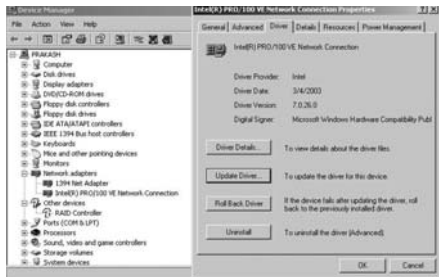 Device Manager
File Action View Help
PRAKASH
Computer
Disk drives
Display adapters
DVD/CD-ROM drives
Floppy disk controllers
Floppy disk drives
IDE ATA/ATAPI controllers
IEEE 1394 Bus host controllers
Keyboards
Mice and other pointing devices
Monitors
Network adapters
1394 Net Adapter
Intel(R) PRO/100 VE Network Connection
Other devices
RAID Controller
Ports (COM & LPT)
Processors
Sound, video and game controllers
Storage volumes
System devices
Intel(R) PRO/100 VE Network Connection Properties
General Advanced Driver Details Resources Power Management
Intel(R) PRO/100 VE Network Connection
Driver Provider: Intel
Driver Date: 3/4/2003
Driver Version: 7.0.26.0
Digital Signer: Microsoft Windows Hardware Compatibility Publ
Driver Details... To view details about the driver files.
Update Driver... To update the driver for this device.
Roll Back Driver If the device fails after updating the driver, roll
back to the previously installed driver.
Uninstall To uninstall the driver (Advanced).
OK Cancel